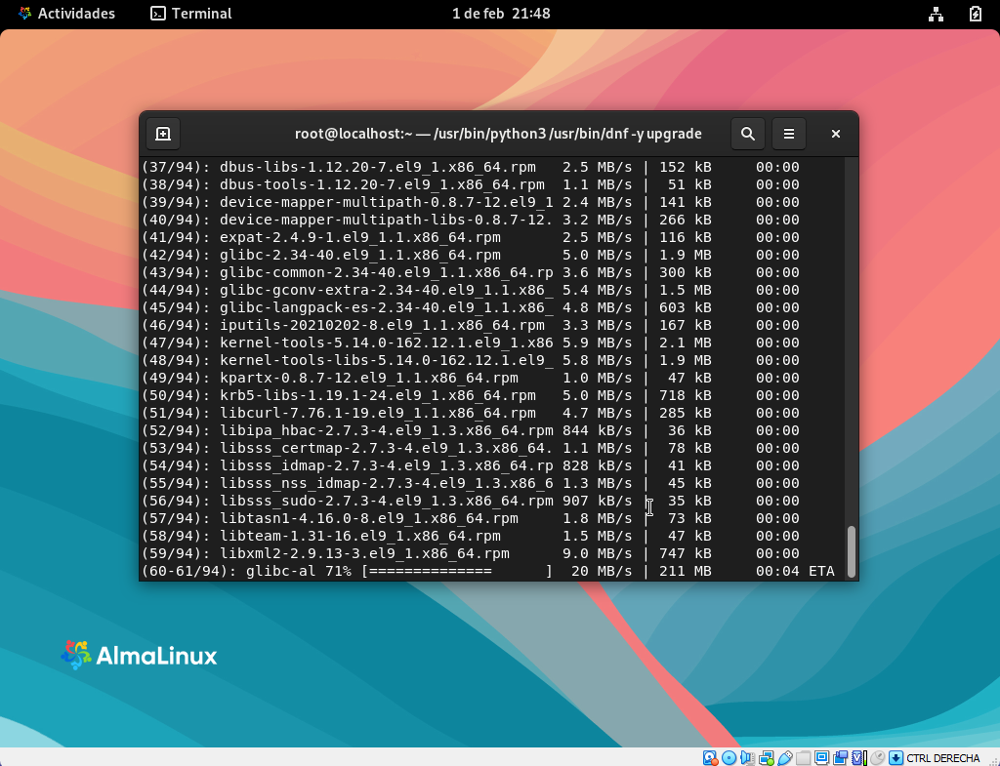 Actividades Terminal 1 de feb 21:48
root@localhost:~ — /usr/bin/python3 /usr/bin/dnf -y upgrade
(37/94): dbus-libs-1.12.20-7.el9_1.x86_64.rpm 2.5 MB/s | 152 kB 00:00
(38/94): dbus-tools-1.12.20-7.el9_1.x86_64.rpm 1.1 MB/s | 51 kB 00:00
(39/94): device-mapper-multipath-0.8.7-12.el9_1 2.4 MB/s | 141 kB 00:00
(40/94): device-mapper-multipath-libs-0.8.7-12. 3.2 MB/s | 266 kB 00:00
(41/94): expat-2.4.9-1.el9_1.1.x86_64.rpm 2.5 MB/s | 116 kB 00:00
(42/94): glibc-2.34-40.el9_1.1.x86_64.rpm 5.0 MB/s | 1.9 MB 00:00
(43/94): glibc-common-2.34-40.el9_1.1.x86_64.rp 3.6 MB/s | 300 kB 00:00
(44/94): glibc-gconv-extra-2.34-40.el9_1.1.x86_ 5.4 MB/s | 1.5 MB 00:00
(45/94): glibc-langpack-es-2.34-40.el9_1.1.x86_ 4.8 MB/s | 603 kB 00:00
(46/94): iputils-20210202-8.el9_1.1.x86_64.rpm 3.3 MB/s | 167 kB 00:00
(47/94): kernel-tools-5.14.0-162.12.1.el9_1.x86 5.9 MB/s | 2.1 MB 00:00
(48/94): kernel-tools-libs-5.14.0-162.12.1.el9_ 5.8 MB/s | 1.9 MB 00:00
(49/94): kpartx-0.8.7-12.el9_1.1.x86_64.rpm 1.0 MB/s | 47 kB 00:00
(50/94): krb5-libs-1.19.1-24.el9_1.x86_64.rpm 5.0 MB/s | 718 kB 00:00
(51/94): libcurl-7.76.1-19.el9_1.1.x86_64.rpm 4.7 MB/s | 285 kB 00:00
(52/94): libipa_hbac-2.7.3-4.el9_1.3.x86_64.rpm 844 kB/s | 36 kB 00:00
(53/94): libsss_certmap-2.7.3-4.el9_1.3.x86_64. 1.1 MB/s | 78 kB 00:00
(54/94): libsss_idmap-2.7.3-4.el9_1.3.x86_64.rp 828 kB/s | 41 kB 00:00
(55/94): libsss_nss_idmap-2.7.3-4.el9_1.3.x86_6 1.3 MB/s | 45 kB 00:00
(56/94): libsss_sudo-2.7.3-4.el9_1.3.x86_64.rpm 907 kB/s | 35 kB 00:00
(57/94): libtasn1-4.16.0-8.el9_1.x86_64.rpm 1.8 MB/s | 73 kB 00:00
(58/94): libteam-1.31-16.el9_1.x86_64.rpm 1.5 MB/s | 47 kB 00:00
(59/94): libxml2-2.9.13-3.el9_1.x86_64.rpm 9.0 MB/s | 747 kB 00:00
(60-61/94): glibc-al 71% [============== ] 20 MB/s | 211 MB 00:04 ETA
AlmaLinux
CTRL DERECHA